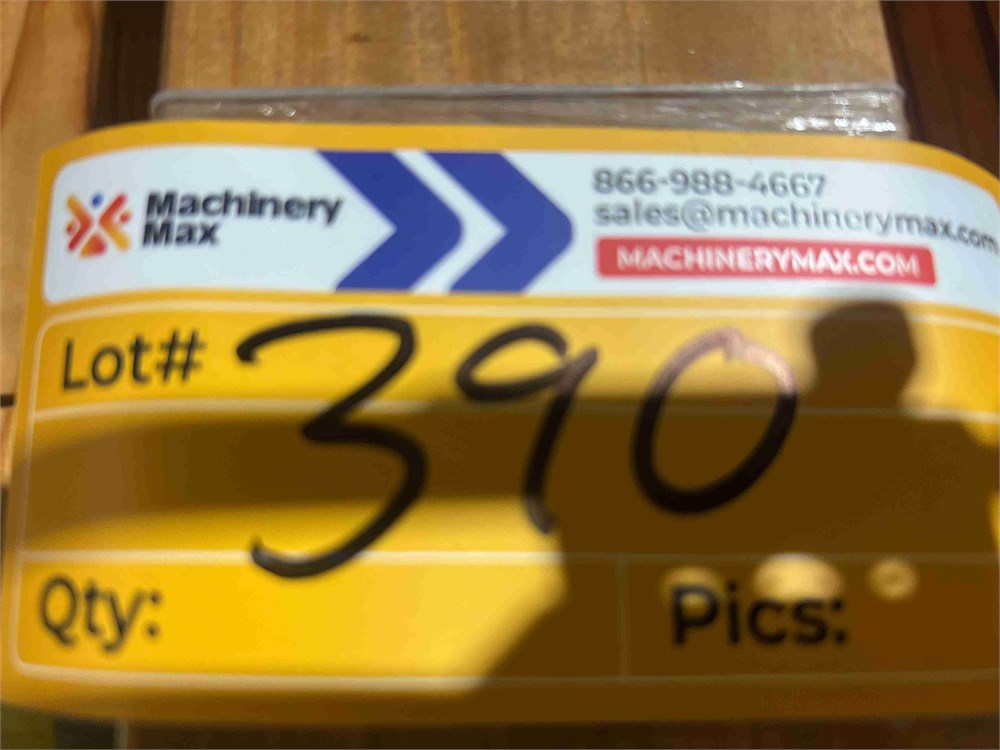 Machinery
Max
866-988-4667
sales@machinerymax.com
MACHINERYMAX.COM
Lot# 390
Qty:
Pics: